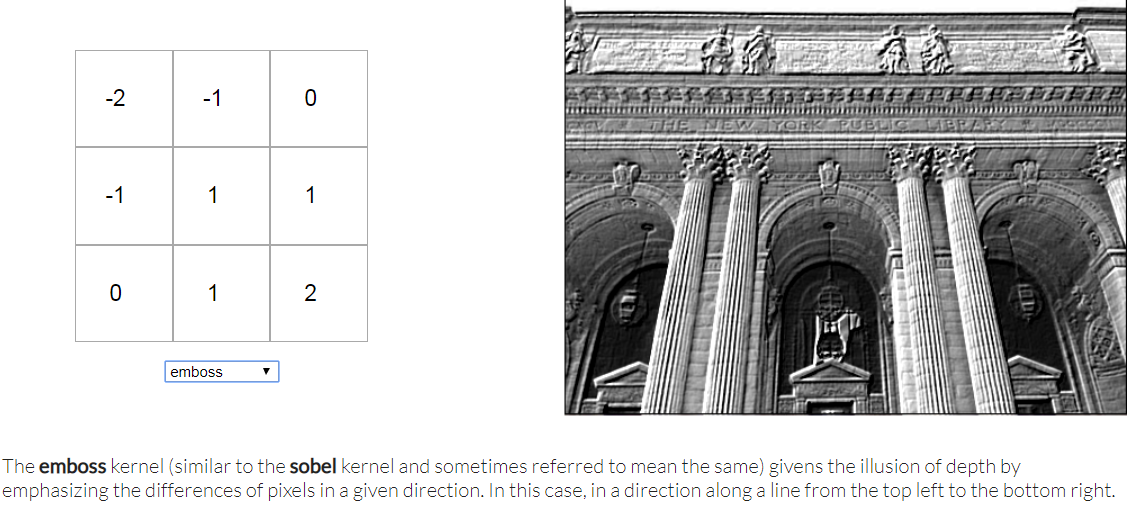 -2 -1 0
-1 1 1
0 1 2
emboss
THE NEW YORK PUBLIC LIBRARY
The emboss kernel (similar to the sobel kernel and sometimes referred to mean the same) givens the illusion of depth by
emphasizing the differences of pixels in a given direction. In this case, in a direction along a line from the top left to the bottom right.